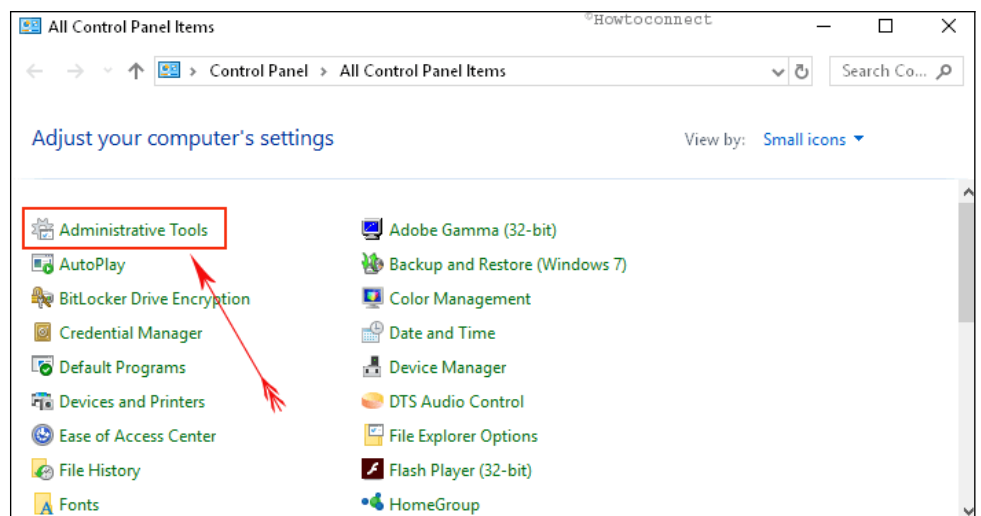 All Control Panel Items
©Howtoconnect
Control Panel > All Control Panel Items
Search Co...
Adjust your computer's settings
View by: Small icons
Administrative Tools
Adobe Gamma (32-bit)
AutoPlay
Backup and Restore (Windows 7)
BitLocker Drive Encryption
Color Management
Credential Manager
Date and Time
Default Programs
Device Manager
Devices and Printers
DTS Audio Control
Ease of Access Center
File Explorer Options
File History
Flash Player (32-bit)
Fonts
HomeGroup